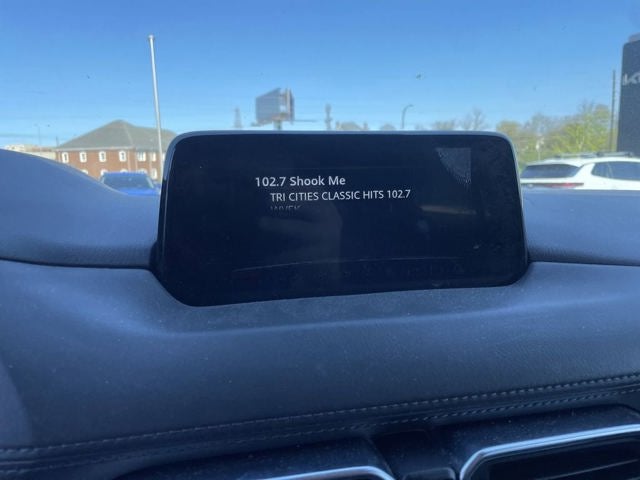 102.7 Shook Me
TRI CITIES CLASSIC HITS 102.7